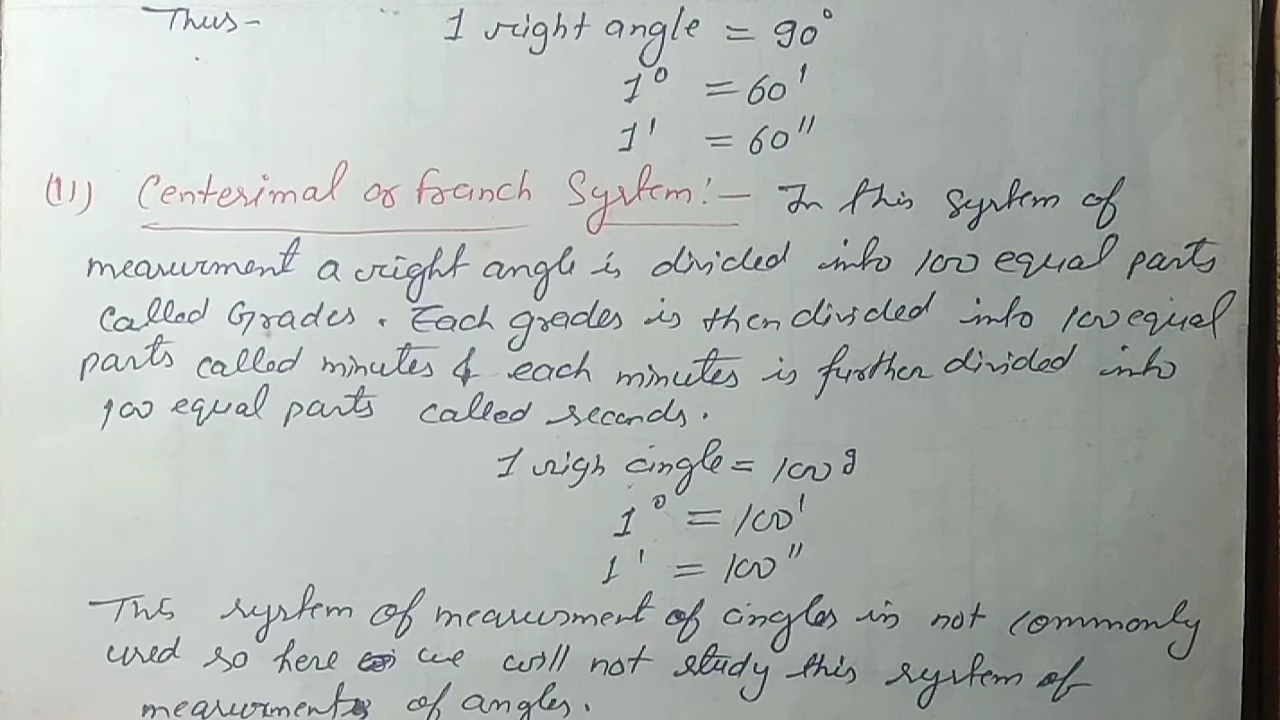 Thus- 1 right angle = 90°
1° = 60'
1' = 60"
(11) Centesimal or franch System:- In this system of
measurment a right angle is divided into 100 equal parts
called Grades. Each grades is then divided into 100 equal
parts called minutes & each minutes is further divided into
100 equal parts called seconds.
1 righ angle = 100g
1° = 100'
1' = 100"
This system of measurment of angles is not commonly
used so here we will not study this system of
measurments of angles.